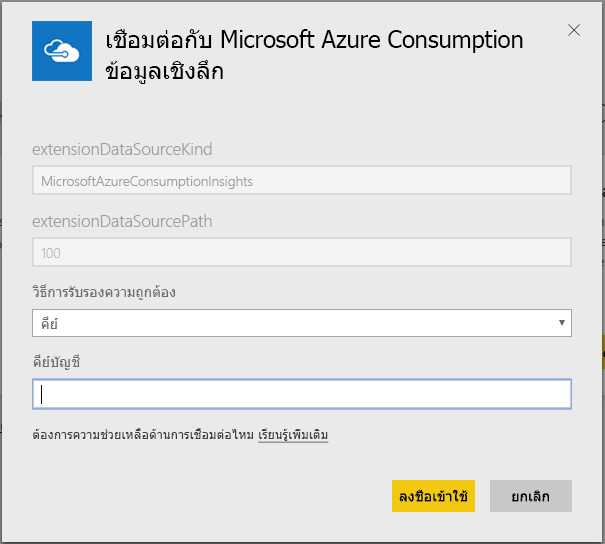 เชื่อมต่อกับ Microsoft Azure Consumption
ข้อมูลเชิงลึก
extensionDataSourceKind
MicrosoftAzureConsumptionInsights
extensionDataSourcePath
100
วิธีการรับรองความถูกต้อง
คีย์
คีย์บัญชี
ต้องการความช่วยเหลือด้านการเชื่อมต่อไหม เรียนรู้เพิ่มเติม
ลงชื่อเข้าใช้ ยกเลิก